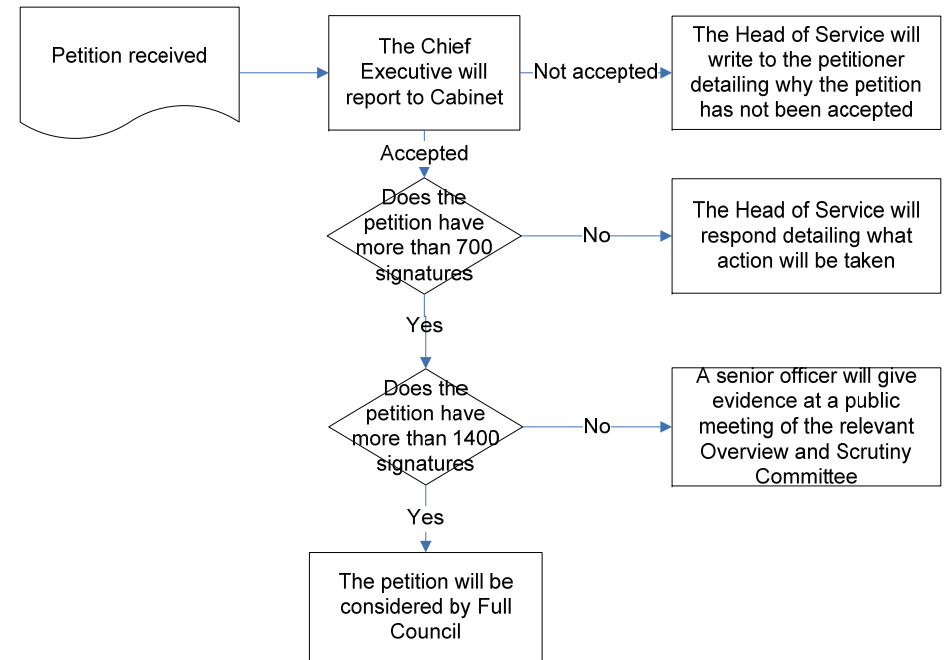 Petition received
The Chief
Executive will
report to Cabinet
Not accepted
The Head of Service will
write to the petitioner
detailing why the petition
has not been accepted
Accepted
Does the
petition have
more than 700
signatures
No
The Head of Service will
respond detailing what
action will be taken
Yes
Does the
petition have
more than 1400
signatures
No
A senior officer will give
evidence at a public
meeting of the relevant
Overview and Scrutiny
Committee
Yes
The petition will be
considered by Full
Council